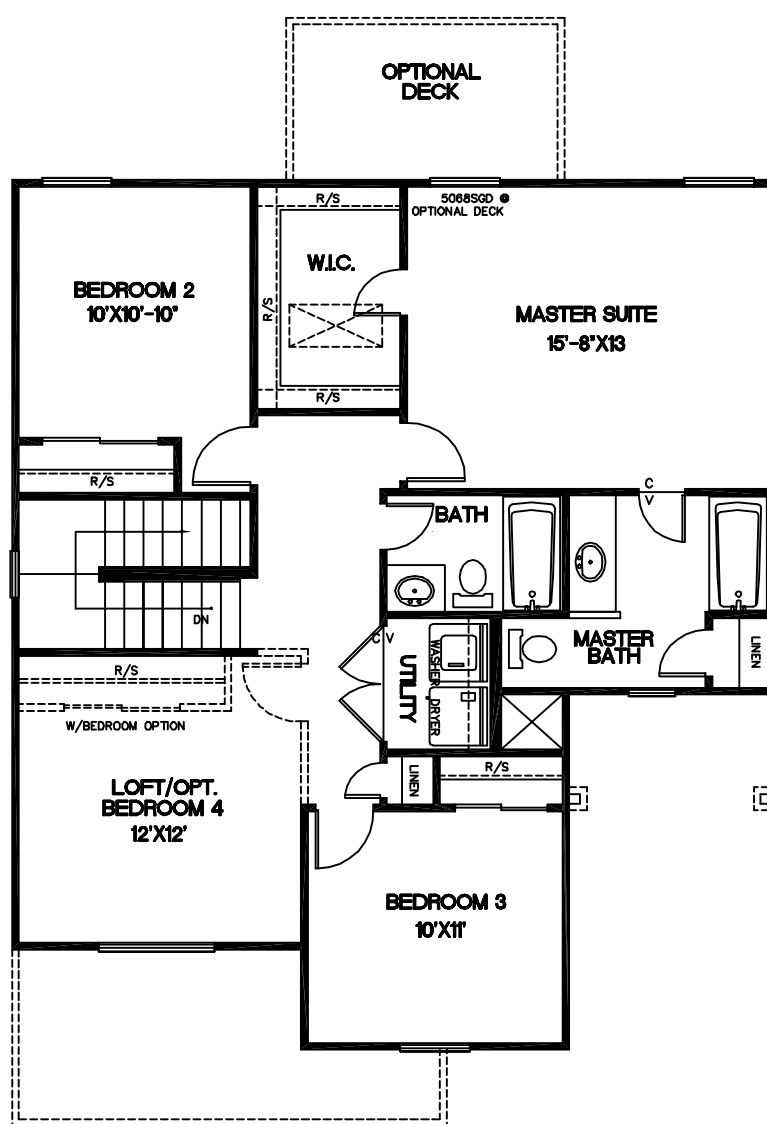 OPTIONAL
DECK
R/S
5068SGD @
OPTIONAL DECK
W.I.C.
BEDROOM 2
10'X10'-10"
R/S
MASTER SUITE
15'-8"X13
R/S
R/S
C
V
BATH
DN
C V
WASHER
UTILITY
DRYER
MASTER
BATH
LINEN
R/S
W/BEDROOM OPTION
LOFT/OPT.
BEDROOM 4
12'X12'
LINEN
R/S
BEDROOM 3
10'X11'